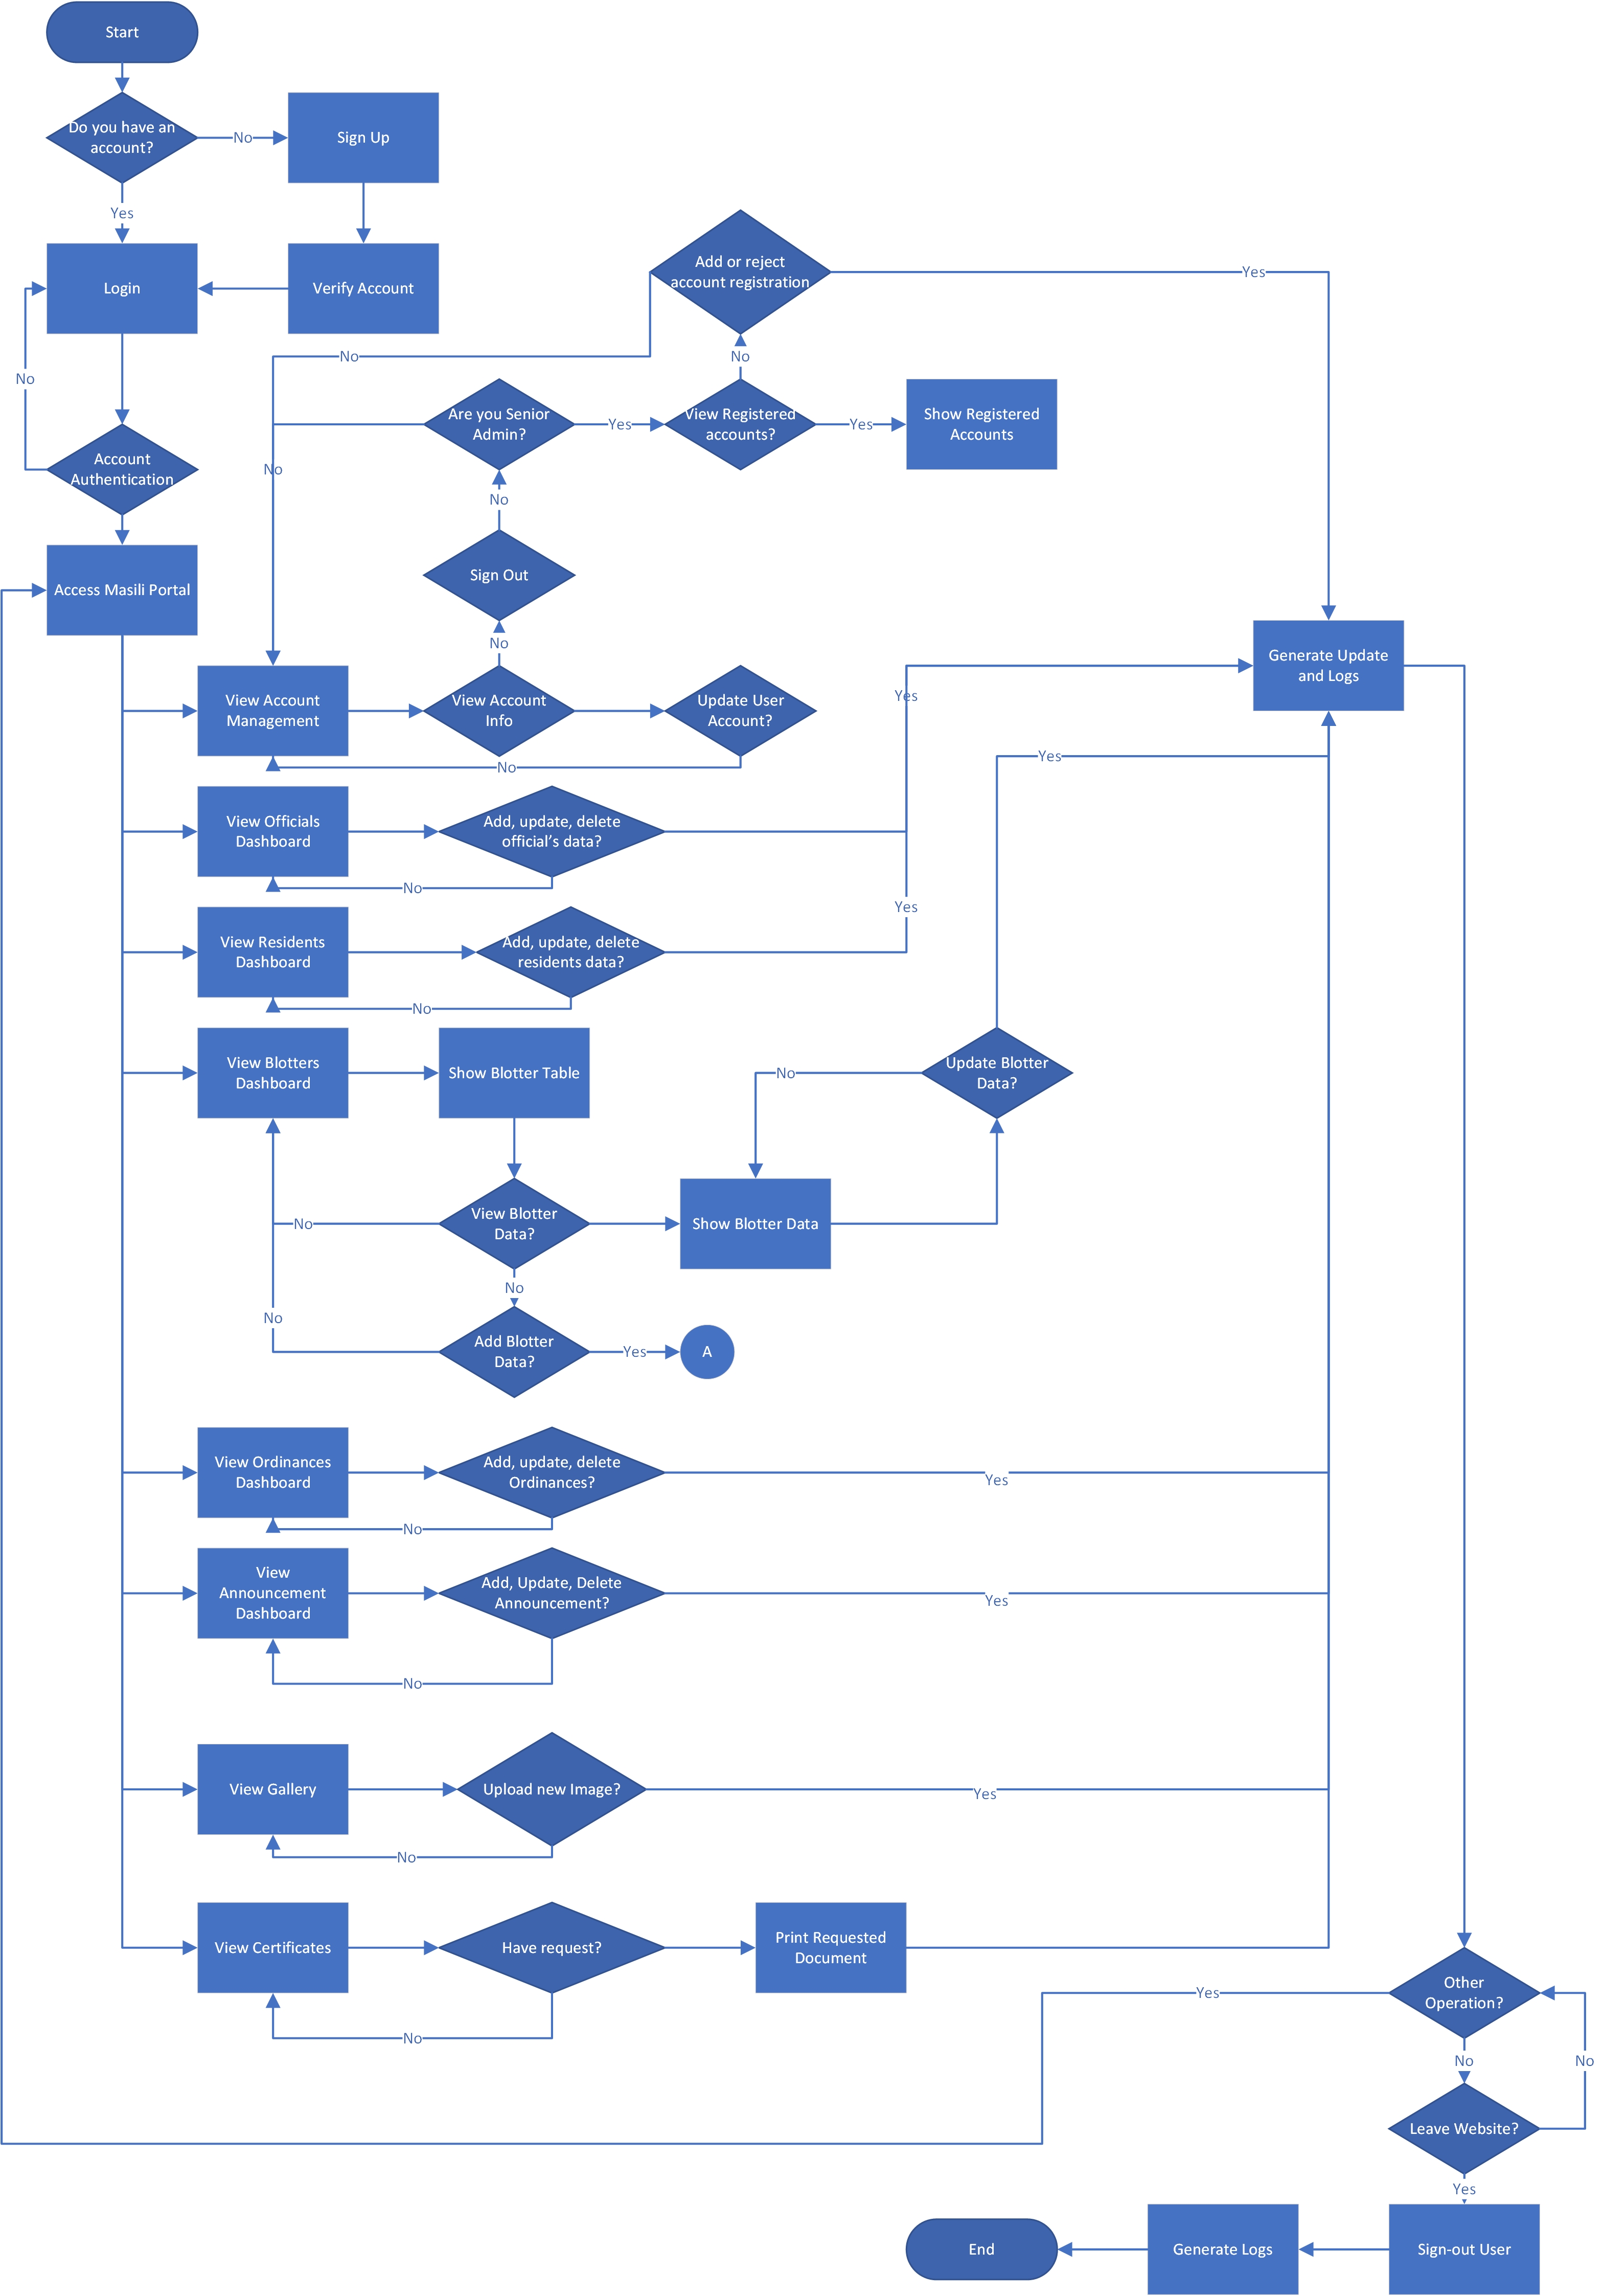 Start
Do you have an
account?
No
Sign Up
Yes
Login
Verify Account
No
Account
Authentication
Access Masili Portal
Add or reject
account registration
Yes
No
No
Are you Senior
Admin?
Yes
View Registered
accounts?
Yes
Show Registered
Accounts
No
No
Sign Out
No
View Account
Management
View Account
Info
Update User
Account?
No
Generate Update
and Logs
Yes
Yes
View Officials
Dashboard
Add, update, delete
official's data?
No
Yes
View Residents
Dashboard
Add, update, delete
residents data?
No
View Blotters
Dashboard
Show Blotter Table
No
Update Blotter
Data?
No
View Blotter
Data?
Show Blotter Data
No
No
Add Blotter
Data?
Yes
A
View Ordinances
Dashboard
Add, update, delete
Ordinances?
Yes
No
View
Announcement
Dashboard
Add, Update, Delete
Announcement?
Yes
No
View Gallery
Upload new Image?
Yes
No
View Certificates
Have request?
Print Requested
Document
No
Yes
Other
Operation?
No
No
Leave Website?
Yes
End
Generate Logs
Sign-out User